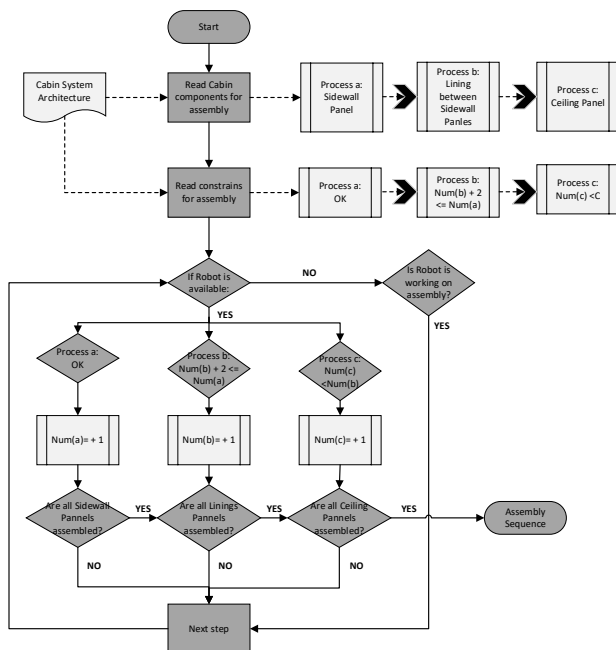 Start
Cabin System
Architecture
Read Cabin
components for
assembly
Process a:
Sidewall
Panel
Process b:
Lining
between
Sidewall
Panles
Process c:
Ceiling Panel
Read constrains
for assembly
Process a:
OK
Process b:
Num(b) + 2
<= Num(a)
Process c:
Num(c) <C
If Robot is
available:
NO
Is Robot is
working on
assembly?
YES
YES
Process a:
OK
Process b:
Num(b) + 2 <=
Num(a)
Process c:
Num(c)
<Num(b)
Num(a)= + 1
Num(b)= + 1
Num(c)= + 1
Are all Sidewall
Pannels
assembled?
YES
Are all Linings
Pannels
assembled?
YES
Are all Ceiling
Pannels
assembled?
YES
Assembly
Sequence
NO
NO
NO
Next step